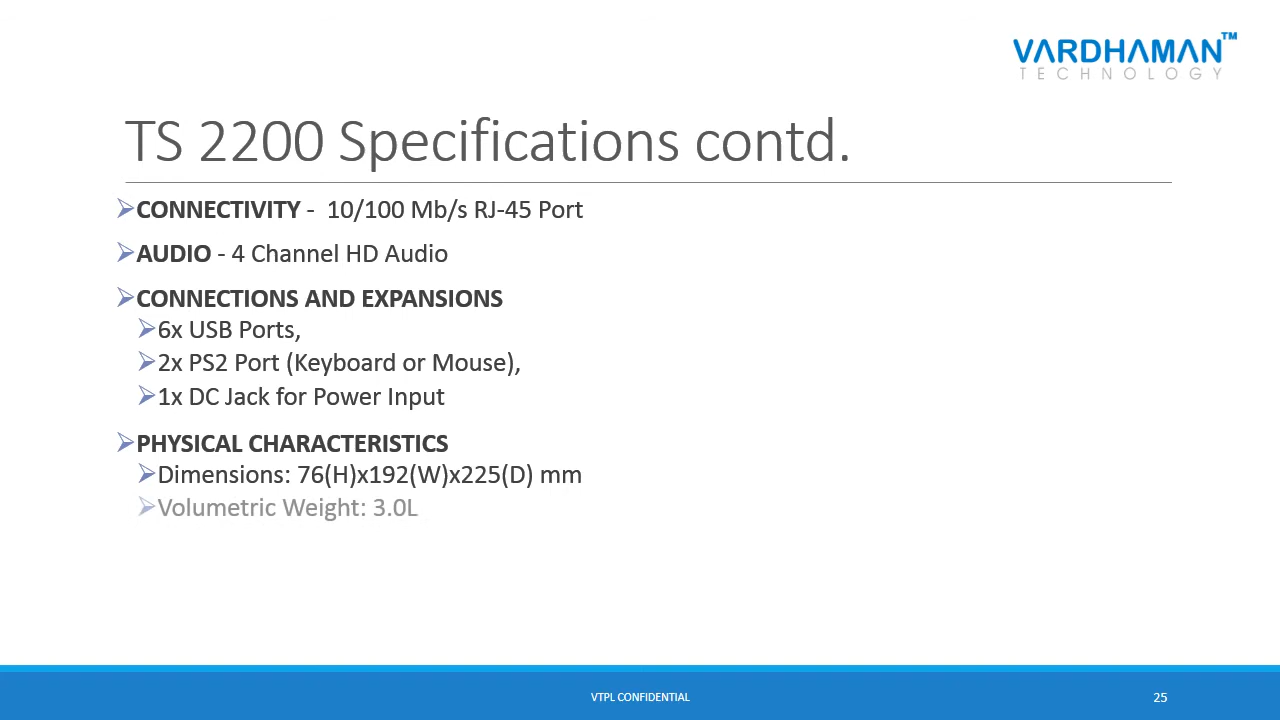 VARDHAMAN™
TECHNOLOGY
TS 2200 Specifications contd.
CONNECTIVITY - 10/100 Mb/s RJ-45 Port
AUDIO - 4 Channel HD Audio
CONNECTIONS AND EXPANSIONS
6x USB Ports,
2x PS2 Port (Keyboard or Mouse),
1x DC Jack for Power Input
PHYSICAL CHARACTERISTICS
Dimensions: 76(H)x192(W)x225(D) mm
Volumetric Weight: 3.0L
VTPL CONFIDENTIAL
25